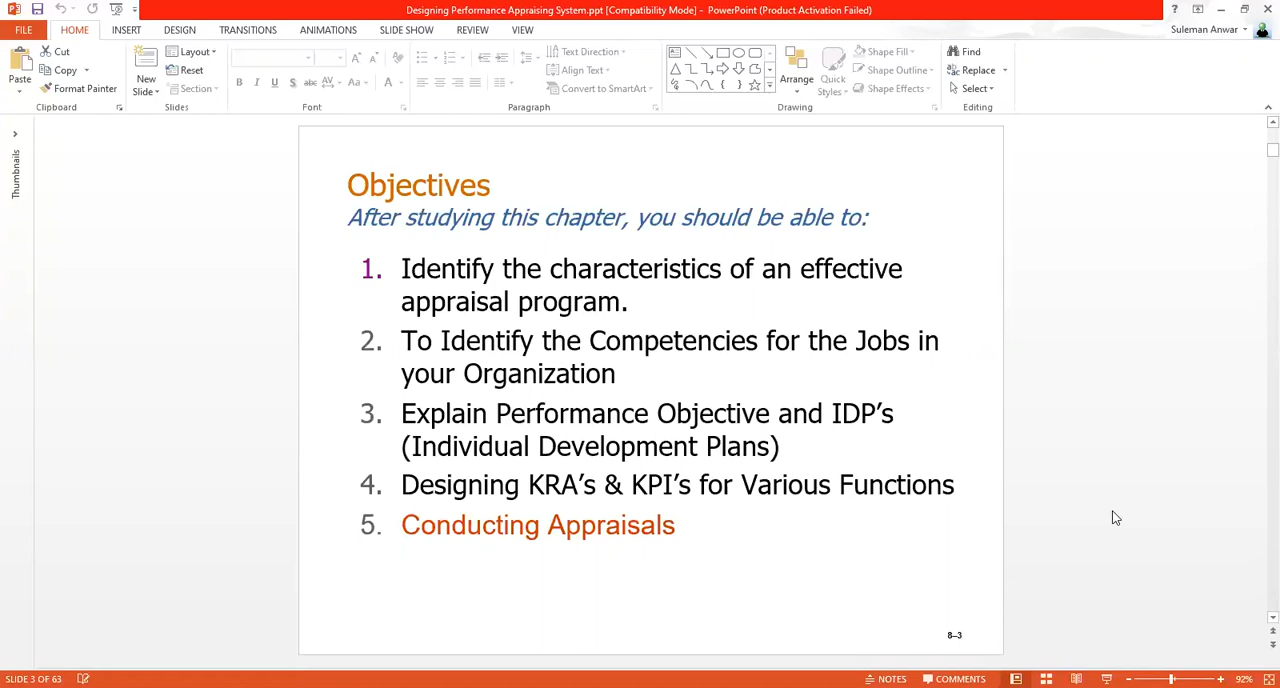 Designing Performance Appraising System.ppt [Compatibility Mode] - PowerPoint (Product Activation Failed)
FILE HOME INSERT DESIGN TRANSITIONS ANIMATIONS SLIDE SHOW REVIEW VIEW Suleman Anwar
Paste
Cut
Copy
Format Painter
Clipboard
New
Slide
Layout
Reset
Section
Slides
Font
Text Direction
Align Text
Convert to SmartArt
Paragraph
Arrange
Quick
Styles
Shape Fill
Shape Outline
Shape Effects
Drawing
Find
Replace
Select
Editing
Thumbnails
Objectives
After studying this chapter, you should be able to:
1. Identify the characteristics of an effective
appraisal program.
2. To Identify the Competencies for the Jobs in
your Organization
3. Explain Performance Objective and IDP’s
(Individual Development Plans)
4. Designing KRA’s & KPI’s for Various Functions
5. Conducting Appraisals
8–3
SLIDE 3 OF 63 NOTES COMMENTS 92%